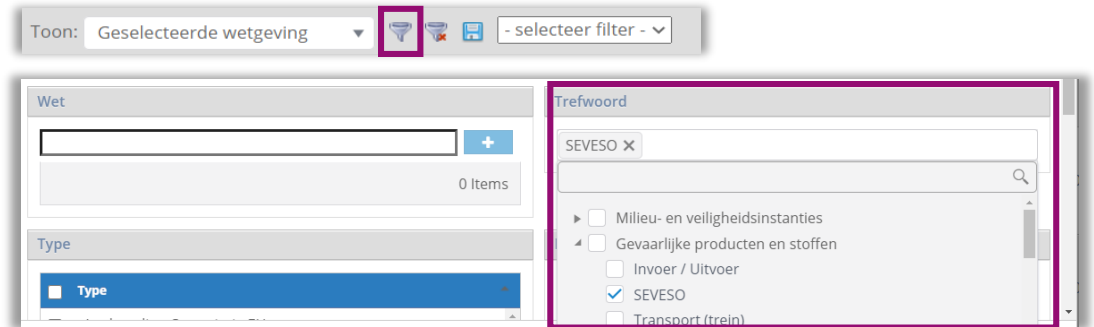 Toon: Geselecteerde wetgeving - selecteer filter -
Wet
0 Items
Type
Type
Trefwoord
SEVESO
Milieu- en veiligheidsinstanties
Gevaarlijke producten en stoffen
Invoer / Uitvoer
SEVESO
Transport (trein)